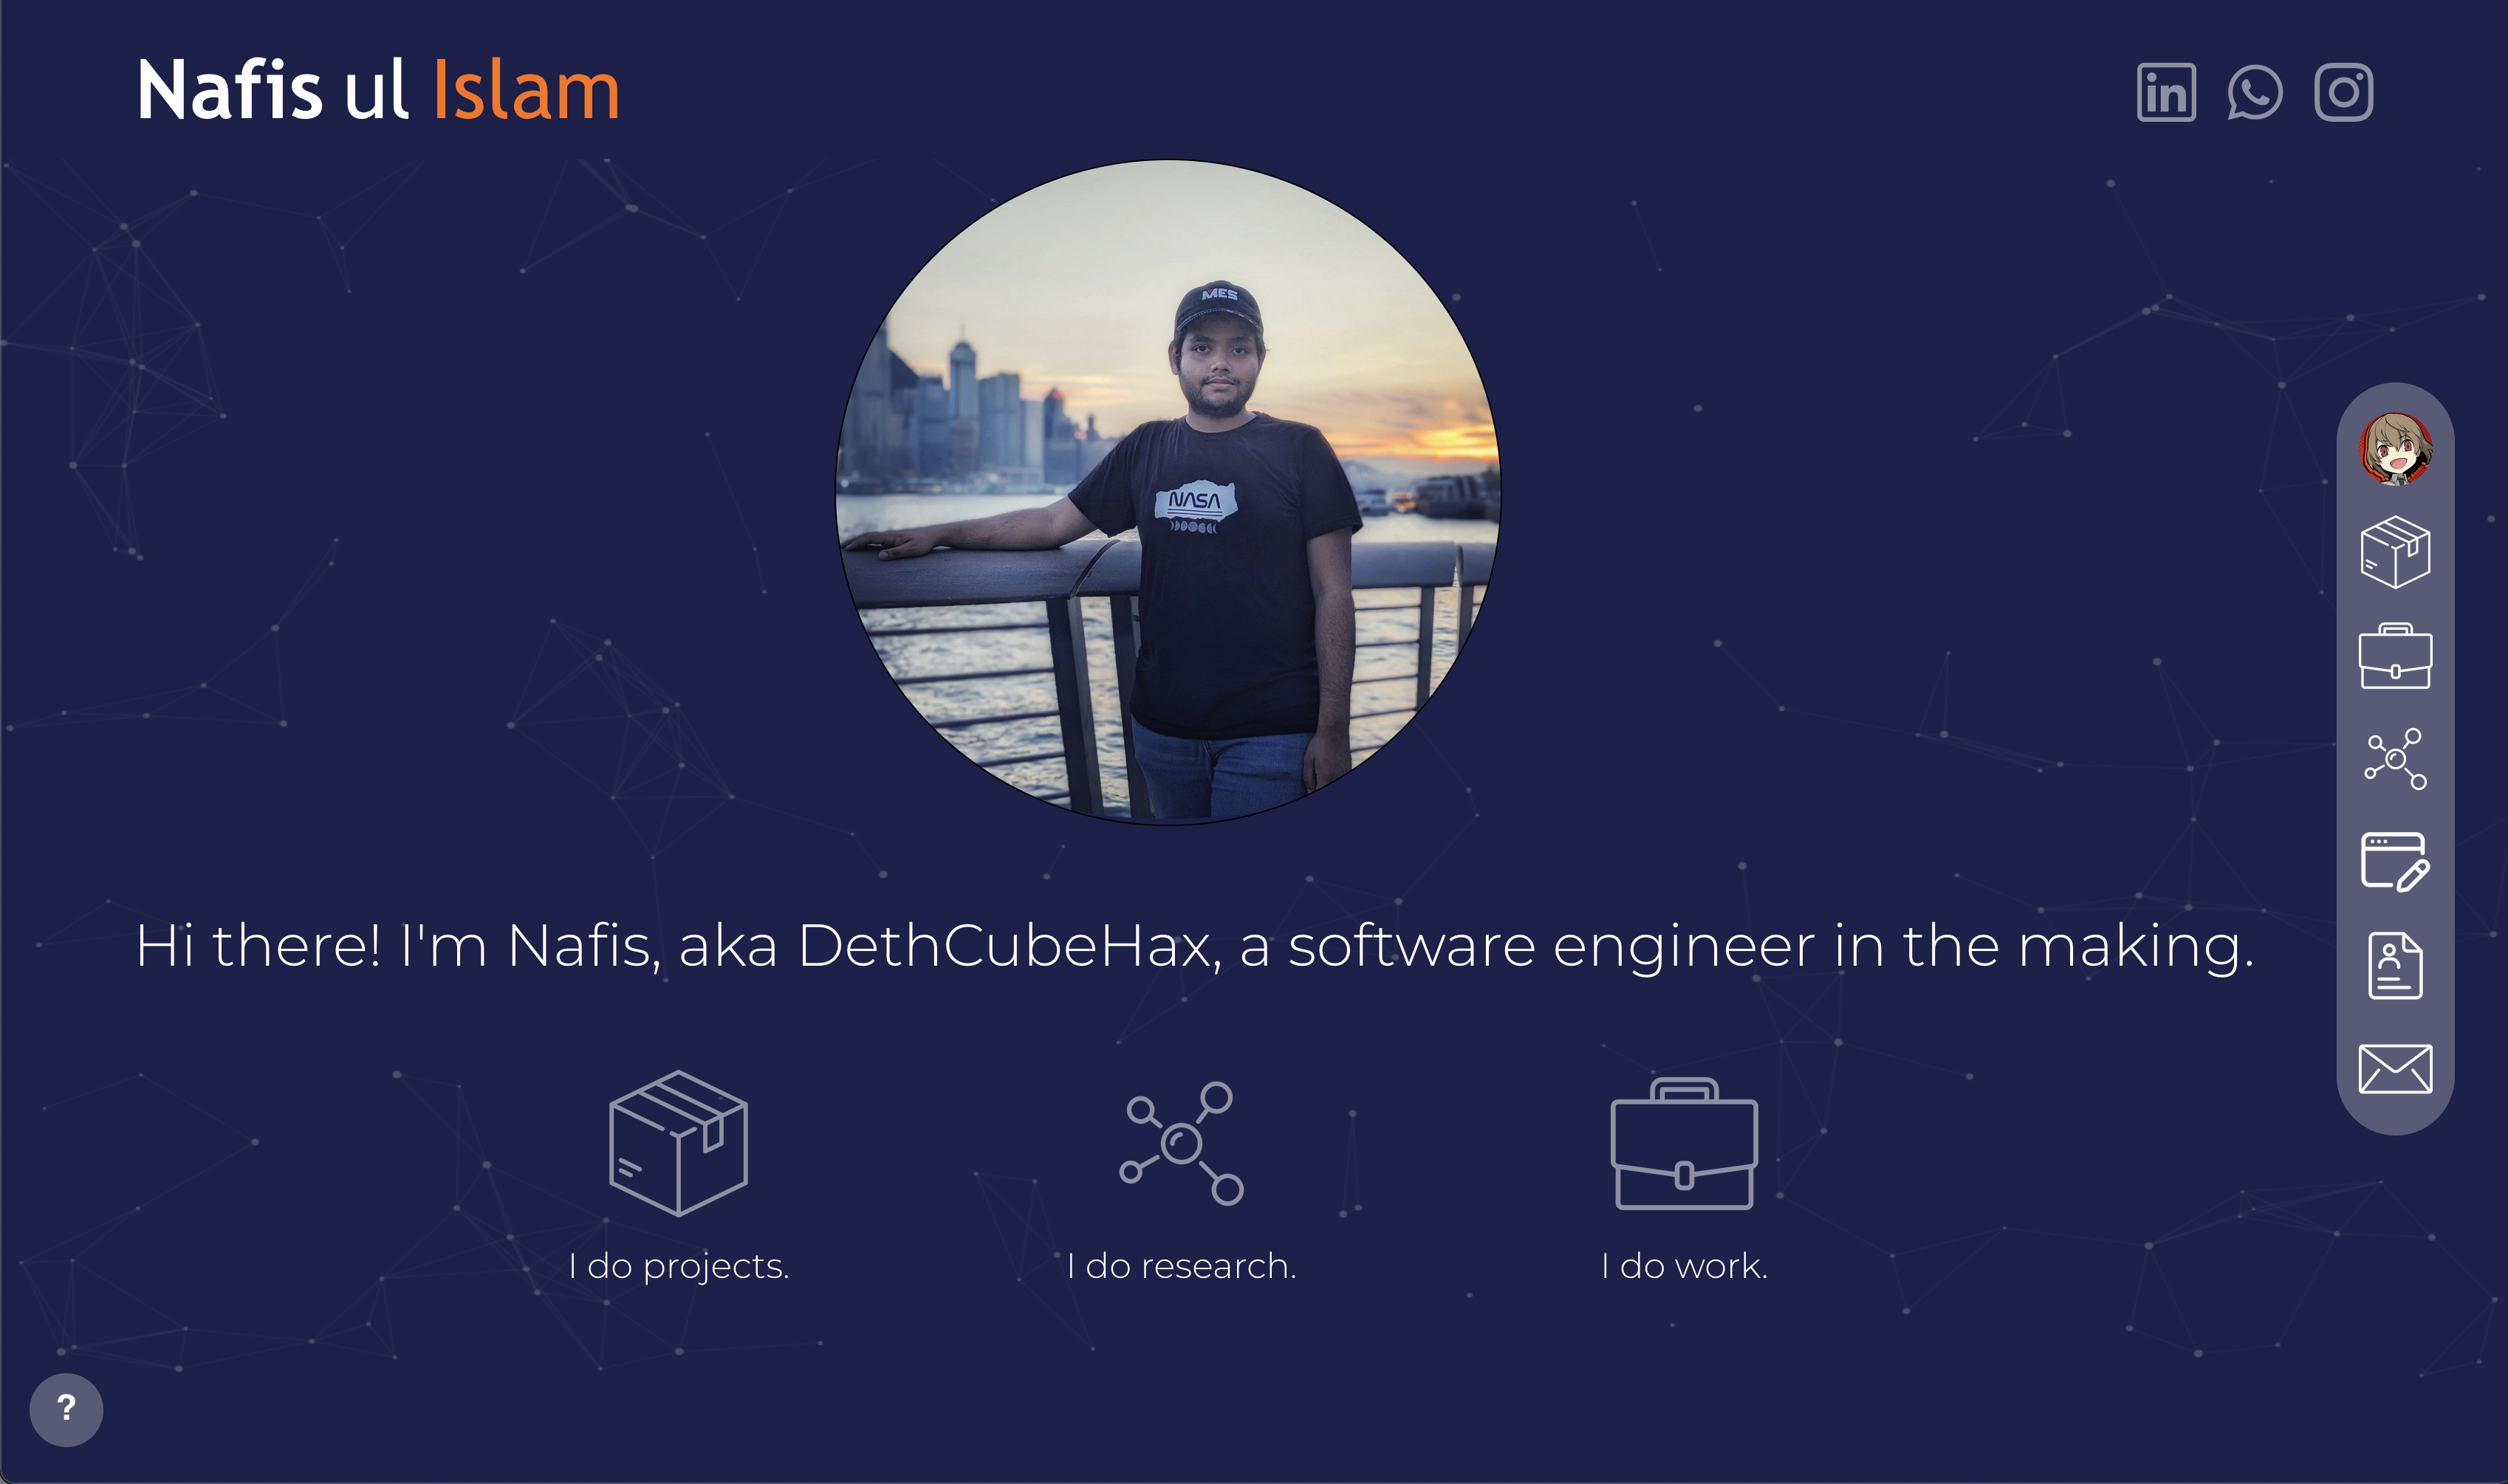 Nafis ul Islam
in
MES
NASA
Hi there! I'm Nafis, aka DethCubeHax, a software engineer in the making.
I do projects.
I do research.
I do work.
?